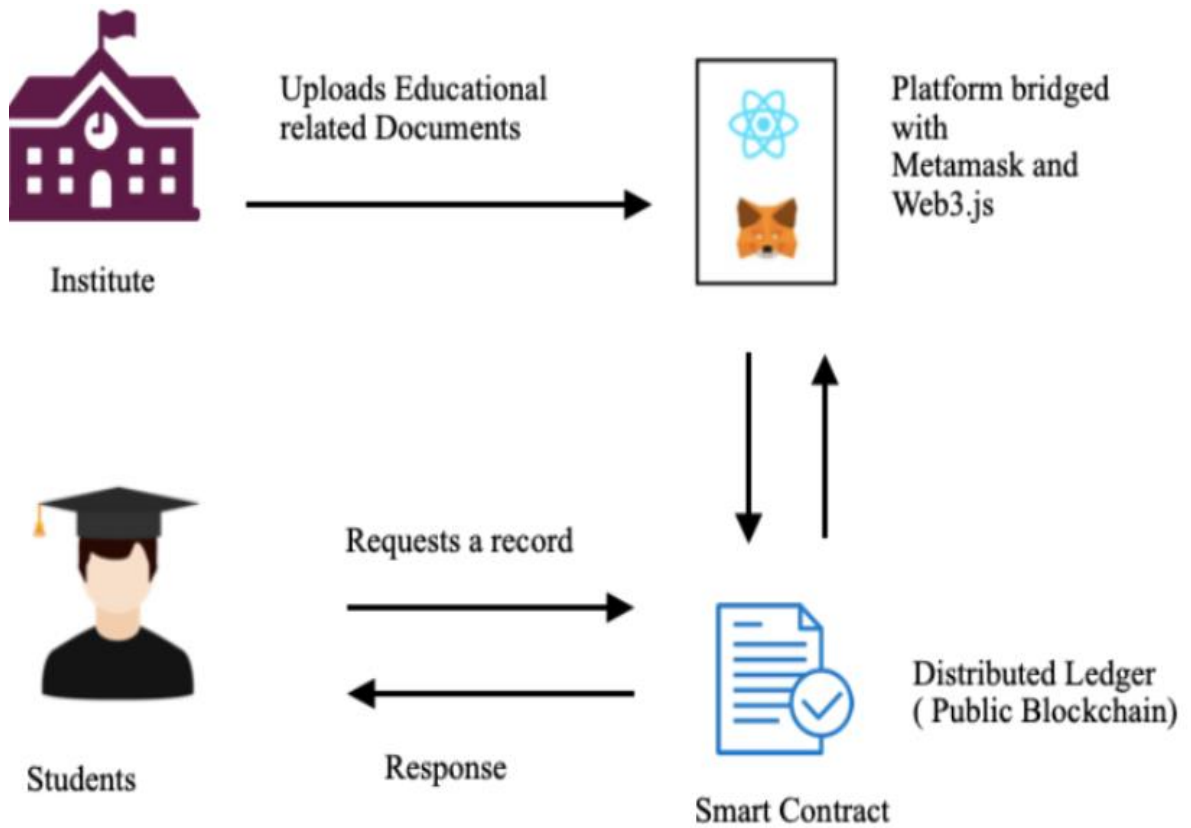 Uploads Educational
related Documents
Platform bridged
with
Metamask and
Web3.js
Institute
Requests a record
Distributed Ledger
( Public Blockchain)
Response
Students
Smart Contract